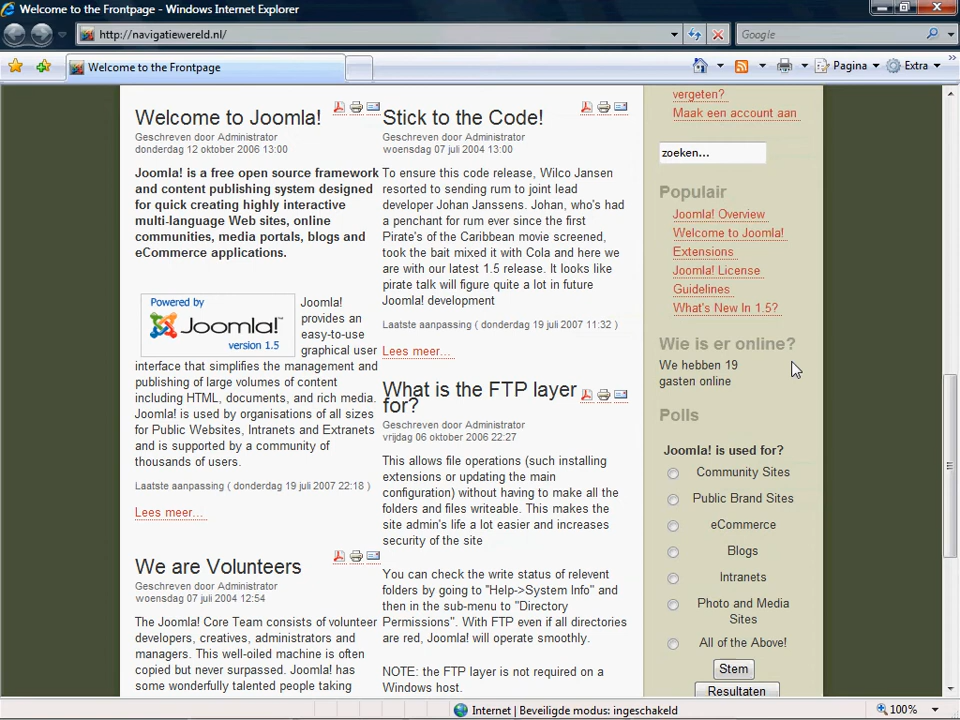 Welcome to the Frontpage - Windows Internet Explorer
http://navigatiewereld.nl/
Google
Welcome to the Frontpage
Pagina
Extra
Welcome to Joomla!
Geschreven door Administrator
donderdag 12 oktober 2006 13:00
Joomla! is a free open source framework
and content publishing system designed
for quick creating highly interactive
multi-language Web sites, online
communities, media portals, blogs and
eCommerce applications.
Powered by
Joomla!™
version 1.5
Joomla!
provides an
easy-to-use
graphical user
interface that simplifies the management and
publishing of large volumes of content
including HTML, documents, and rich media.
Joomla! is used by organisations of all sizes
for Public Websites, Intranets and Extranets
and is supported by a community of
thousands of users.
Laatste aanpassing ( donderdag 19 juli 2007 22:18 )
Lees meer...
We are Volunteers
Geschreven door Administrator
woensdag 07 juli 2004 12:54
The Joomla! Core Team consists of volunteer
developers, creatives, administrators and
managers. This well-oiled machine is often
copied but never surpassed. Joomla! has
some wonderfully talented people taking
Stick to the Code!
Geschreven door Administrator
woensdag 07 juli 2004 13:00
To ensure this code release, Wilco Jansen
resorted to sending rum to joint lead
developer Johan Janssens. Johan, who's had
a penchant for rum ever since the first
Pirate's of the Caribbean movie screened,
took the bait mixed it with Cola and here we
are with our latest 1.5 release. It looks like
pirate talk will figure quite a lot in future
Joomla! development
Laatste aanpassing ( donderdag 19 juli 2007 11:32 )
Lees meer...
What is the FTP layer
for?
Geschreven door Administrator
vrijdag 06 oktober 2006 22:27
This allows file operations (such installing
extensions or updating the main
configuration) without having to make all the
folders and files writeable. This makes the
site admin's life a lot easier and increases
security of the site
You can check the write status of relevent
folders by going to "Help->System Info" and
then in the sub-menu to "Directory
Permissions". With FTP even if all directories
are red, Joomla! will operate smoothly.
NOTE: the FTP layer is not required on a
Windows host.
vergeten?
Maak een account aan
zoeken...
Populair
Joomla! Overview
Welcome to Joomla!
Extensions
Joomla! License
Guidelines
What's New In 1.5?
Wie is er online?
We hebben 19
gasten online
Polls
Joomla! is used for?
Community Sites
Public Brand Sites
eCommerce
Blogs
Intranets
Photo and Media
Sites
All of the Above!
Stem
Resultaten
Internet | Beveiligde modus: ingeschakeld
100%